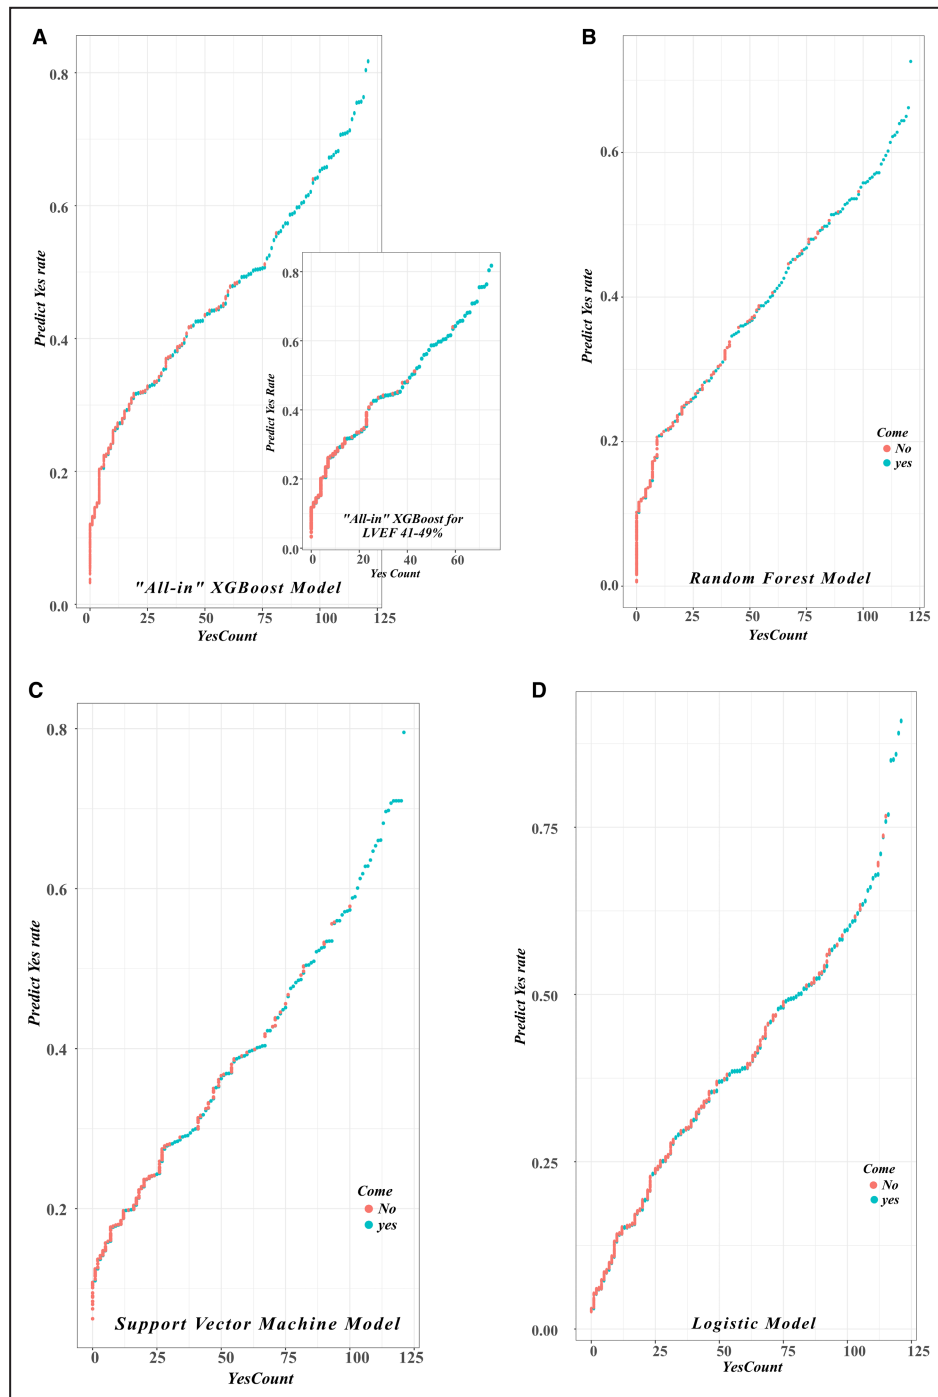 A
0.8
0.6
0.4
0.2
0.0
Predict Yes rate
"All-in" XGBoost Model
0
25
50
75
100
125
YesCount
0.8
0.6
0.4
0.2
0.0
Predict Yes Rate
"All-in" XGBoost for
LVEF 41-49%
0
20
40
60
Yes Count
B
0.6
0.4
0.2
0.0
Predict Yes rate
Come
No
yes
Random Forest Model
0
25
50
75
100
125
YesCount
C
0.8
0.6
0.4
0.2
Predict Yes rate
Come
No
yes
Support Vector Machine Model
0
25
50
75
100
125
YesCount
D
0.75
0.50
0.25
0.00
Predict Yes rate
Come
No
yes
Logistic Model
0
25
50
75
100
125
YesCount